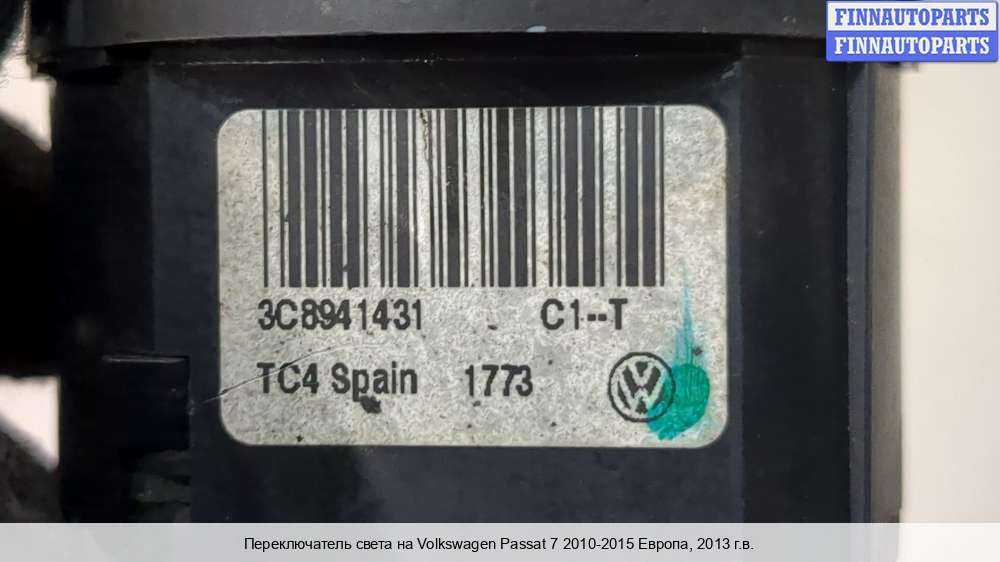 FINNAUTOPARTS
FINNAUTOPARTS
3C8941431 C1--T
TC4 Spain 1773
Переключатель света на Volkswagen Passat 7 2010-2015 Европа, 2013 г.в.